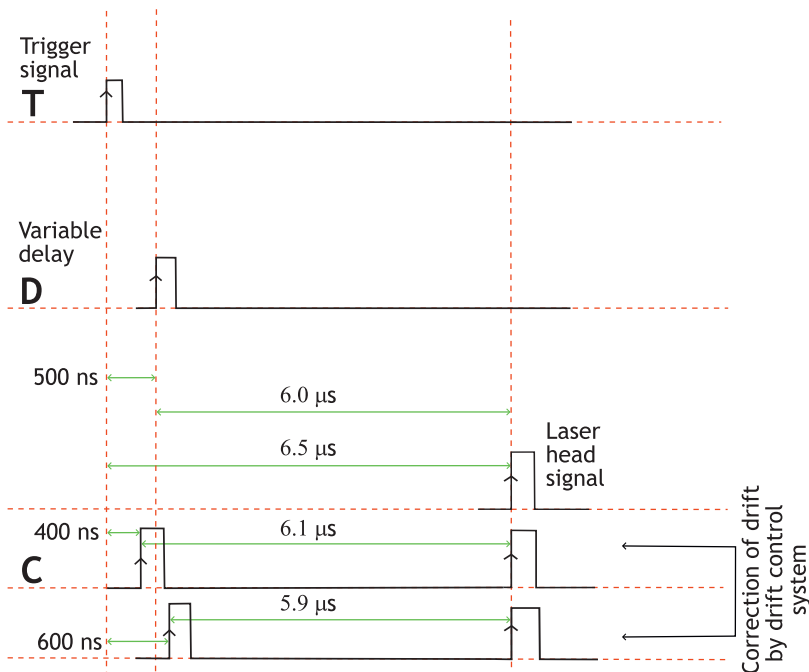 Trigger
signal
T
Variable
delay
D
500 ns
6.0 μs
6.5 μs
Laser
head
signal
400 ns
6.1 μs
C
5.9 μs
600 ns
Correction of drift
by drift control
system